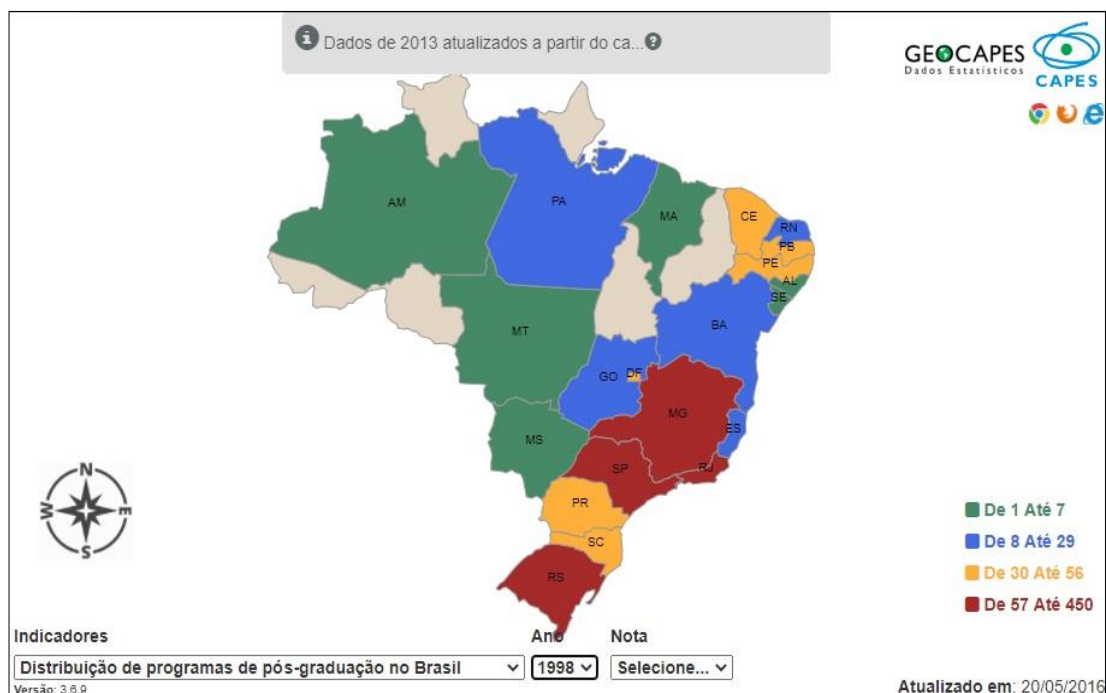 Dados de 2013 atualizados a partir do ca...
GEOCAPES
Dados Estatísticos
CAPES
AM
PA
MA
CE
RN
PB
PE
AL
SE
MT
BA
GO
DF
MG
ES
MS
SP
RJ
PR
SC
RS
N
W
E
S
De 1 Até 7
De 8 Até 29
De 30 Até 56
De 57 Até 450
Indicadores
Ano
Nota
Distribuição de programas de pós-graduação no Brasil
1998
Selecione...
Versão: 3.6.9
Atualizado em: 20/05/2016